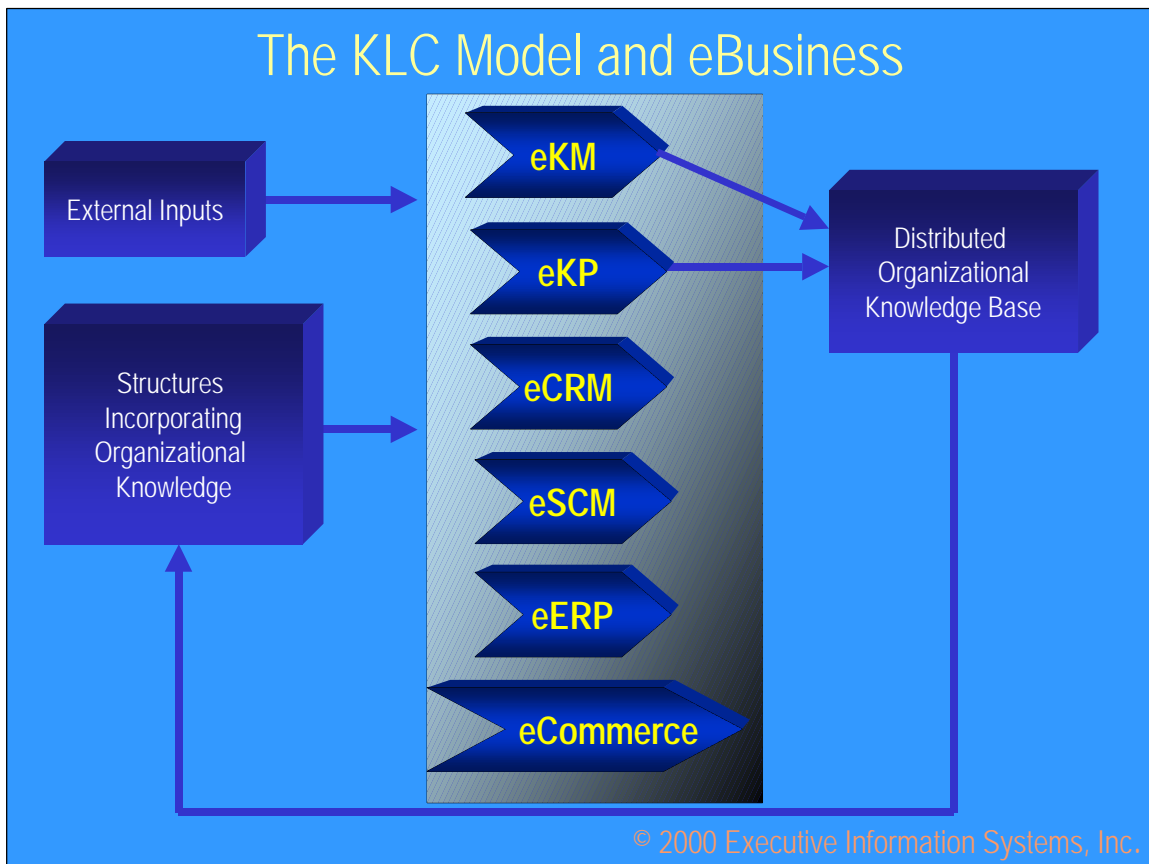 The KLC Model and eBusiness
External Inputs
Structures
Incorporating
Organizational
Knowledge
eKM
eKP
eCRM
eSCM
eERP
eCommerce
Distributed
Organizational
Knowledge Base
© 2000 Executive Information Systems, Inc.